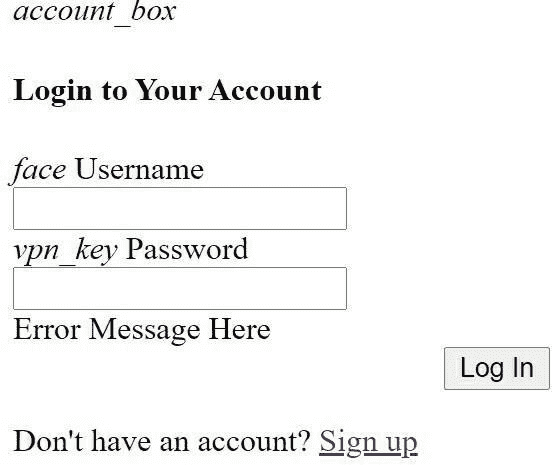 account_box
Login to Your Account
face Username
vpn_key Password
Error Message Here
Log In
Don't have an account? Sign up